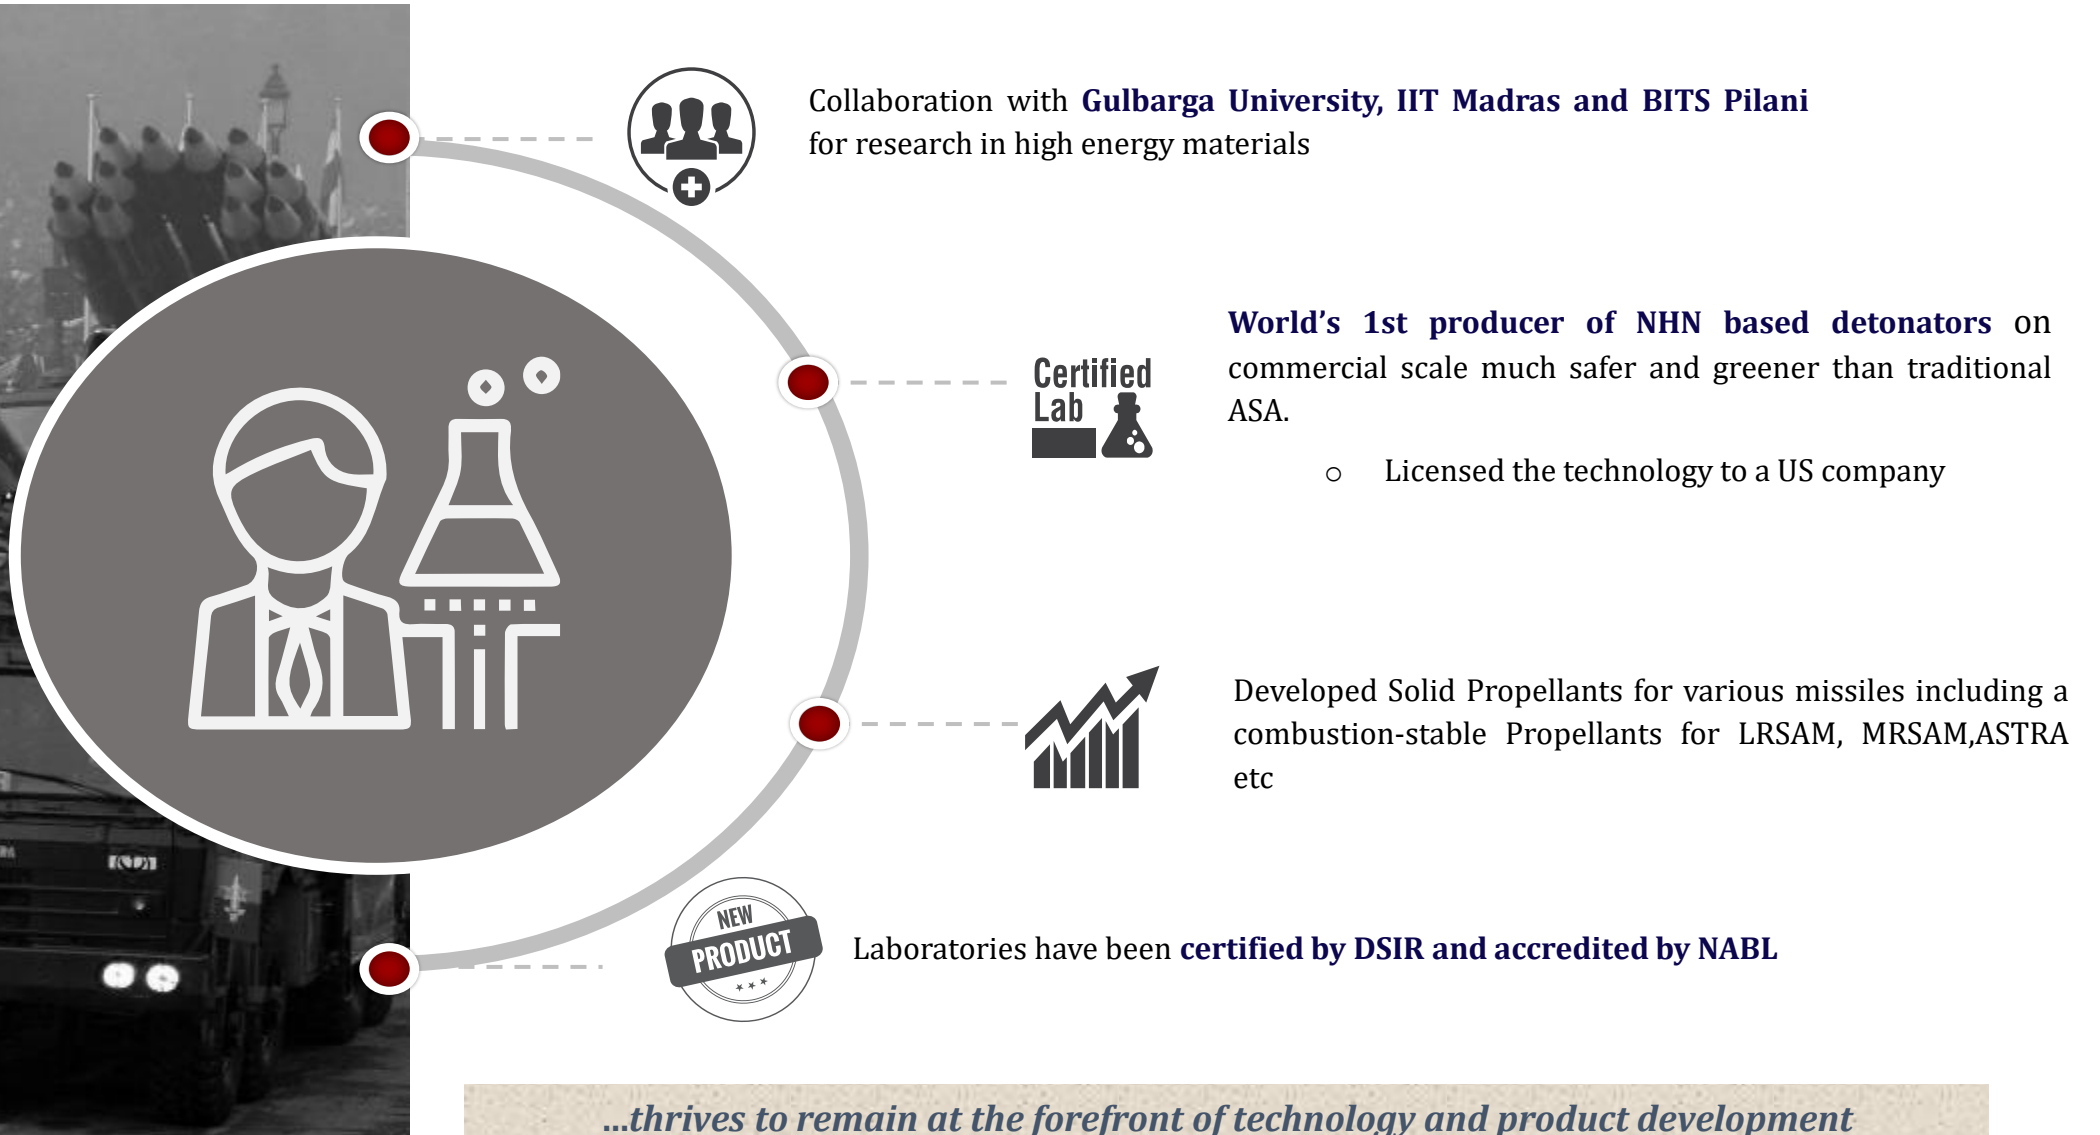 Collaboration with Gulbarga University, IIT Madras and BITS Pilani
for research in high energy materials
World’s 1st producer of NHN based detonators on
commercial scale much safer and greener than traditional
ASA.
Certified
Lab
o Licensed the technology to a US company
Developed Solid Propellants for various missiles including a
combustion-stable Propellants for LRSAM, MRSAM,ASTRA
etc
NEW
PRODUCT
Laboratories have been certified by DSIR and accredited by NABL
...thrives to remain at the forefront of technology and product development